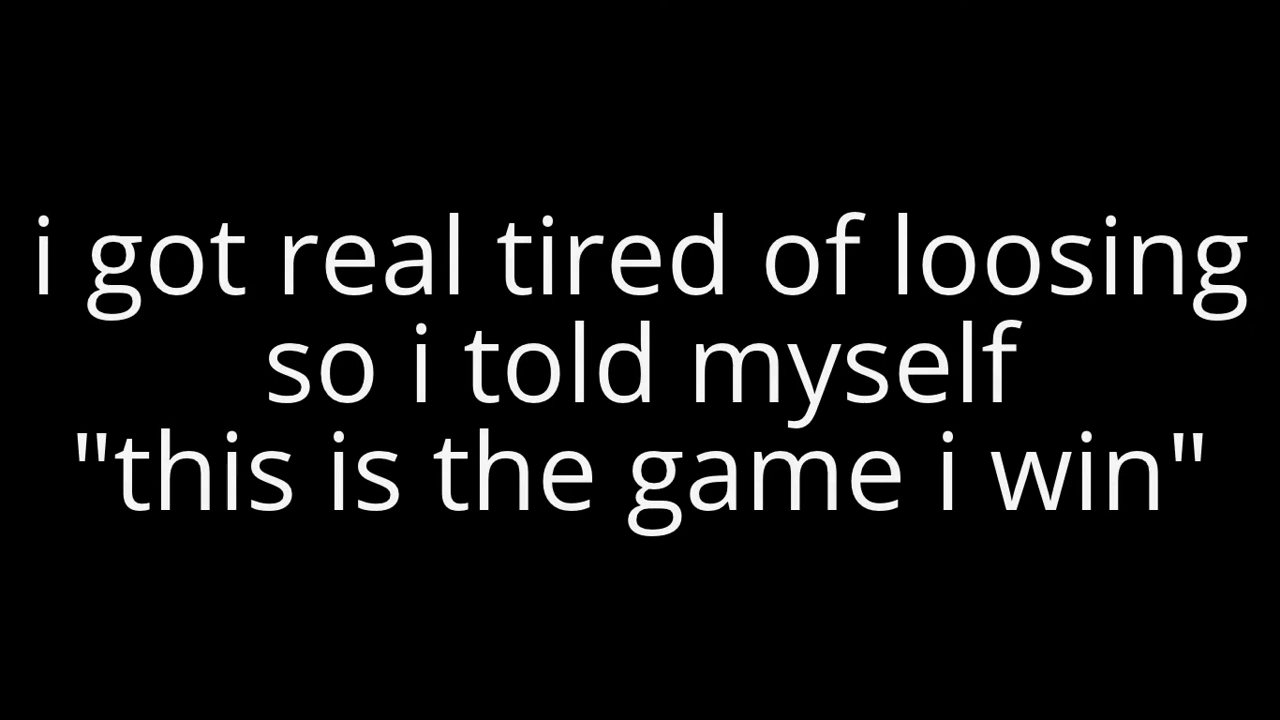 i got real tired of loosing
so i told myself
"this is the game i win"